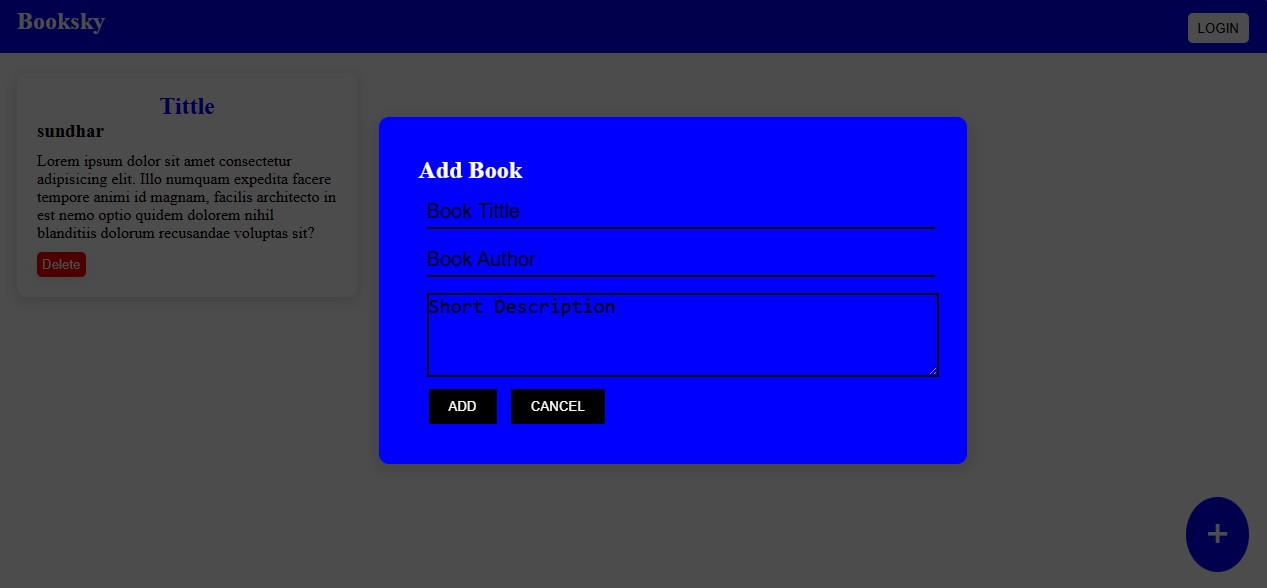 Booksky
LOGIN
Tittle
sundhar
Lorem ipsum dolor sit amet consectetur
adipisicing elit. Illo numquam expedita facere
tempore animi id magnam, facilis architecto in
est nemo optio quidem dolorem nihil
blanditiis dolorum recusandae voluptas sit?
Delete
Add Book
Book Tittle
Book Author
Short Description
ADD CANCEL
+